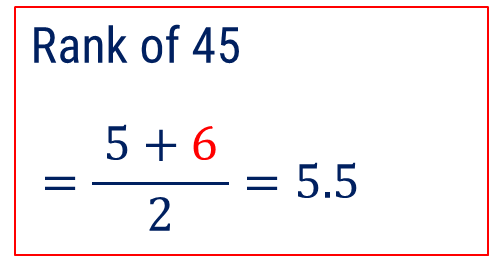 Rank of 45
= (5 + 6)/2 = 5.5